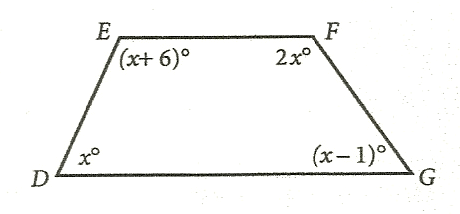 E F
(x + 6)° 2x°
x° (x − 1)°
D G